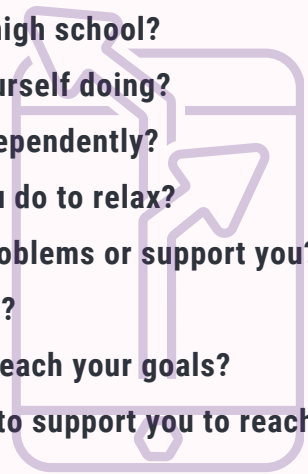 igh school?
urself doing?
ependently?
do to relax?
oblems or support you?
?
each your goals?
to support you to reach